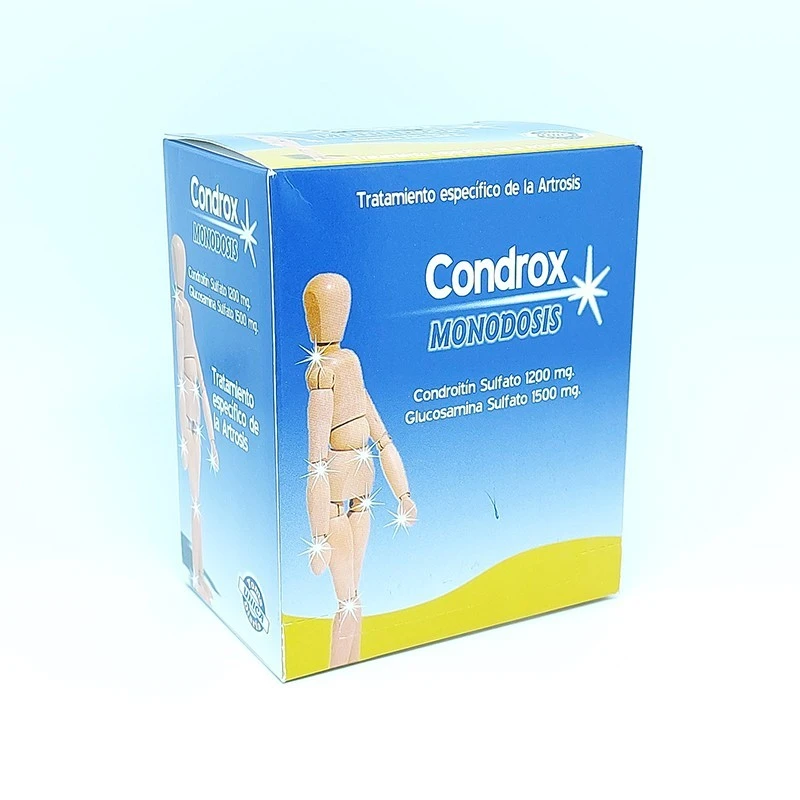 Condrox
MONODOSIS
Condroitín Sulfato 1200 mg.
Glucosamina Sulfato 1500 mg.
Tratamiento
específico de
la Artrosis
Tratamiento específico de la Artrosis
Condrox
MONODOSIS
Condroitín Sulfato 1200 mg.
Glucosamina Sulfato 1500 mg.